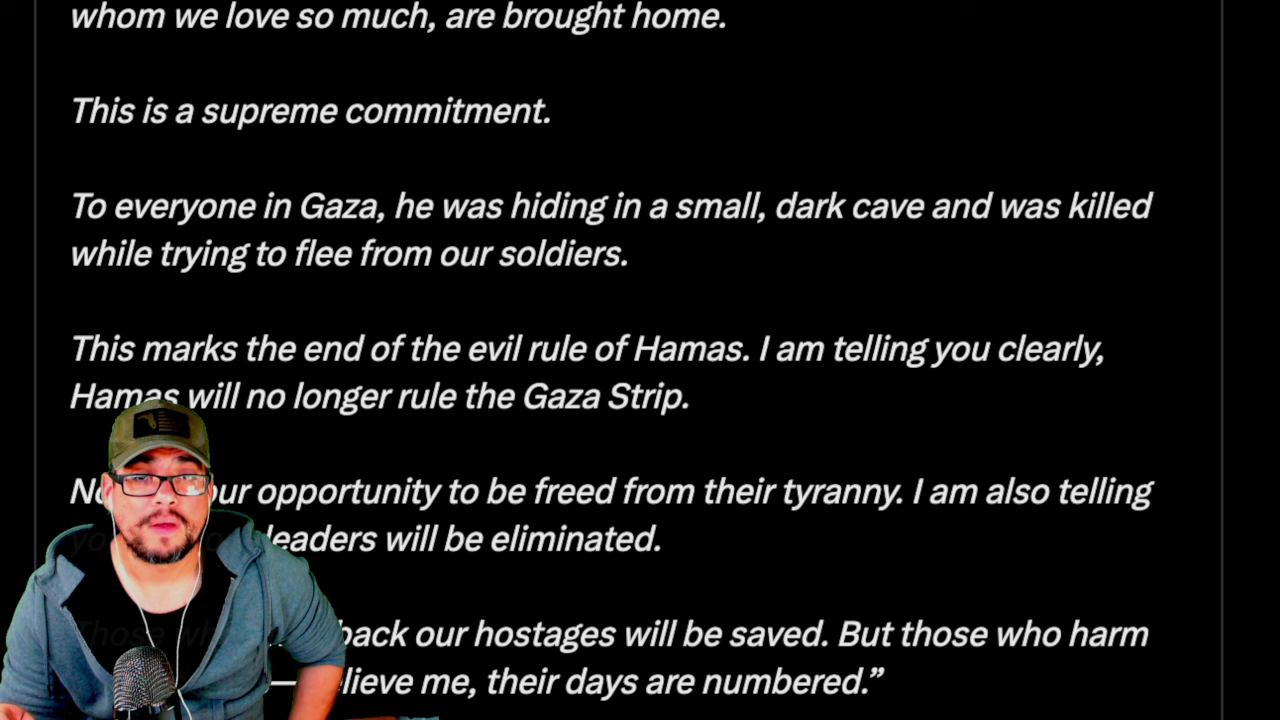 whom we love so much, are brought home.
This is a supreme commitment.
To everyone in Gaza, he was hiding in a small, dark cave and was killed
while trying to flee from our soldiers.
This marks the end of the evil rule of Hamas. I am telling you clearly,
Hamas will no longer rule the Gaza Strip.
opportunity to be freed from their tyranny. I am also telling
leaders will be eliminated.
Those back our hostages will be saved. But those who harm
— me, their days are numbered.”